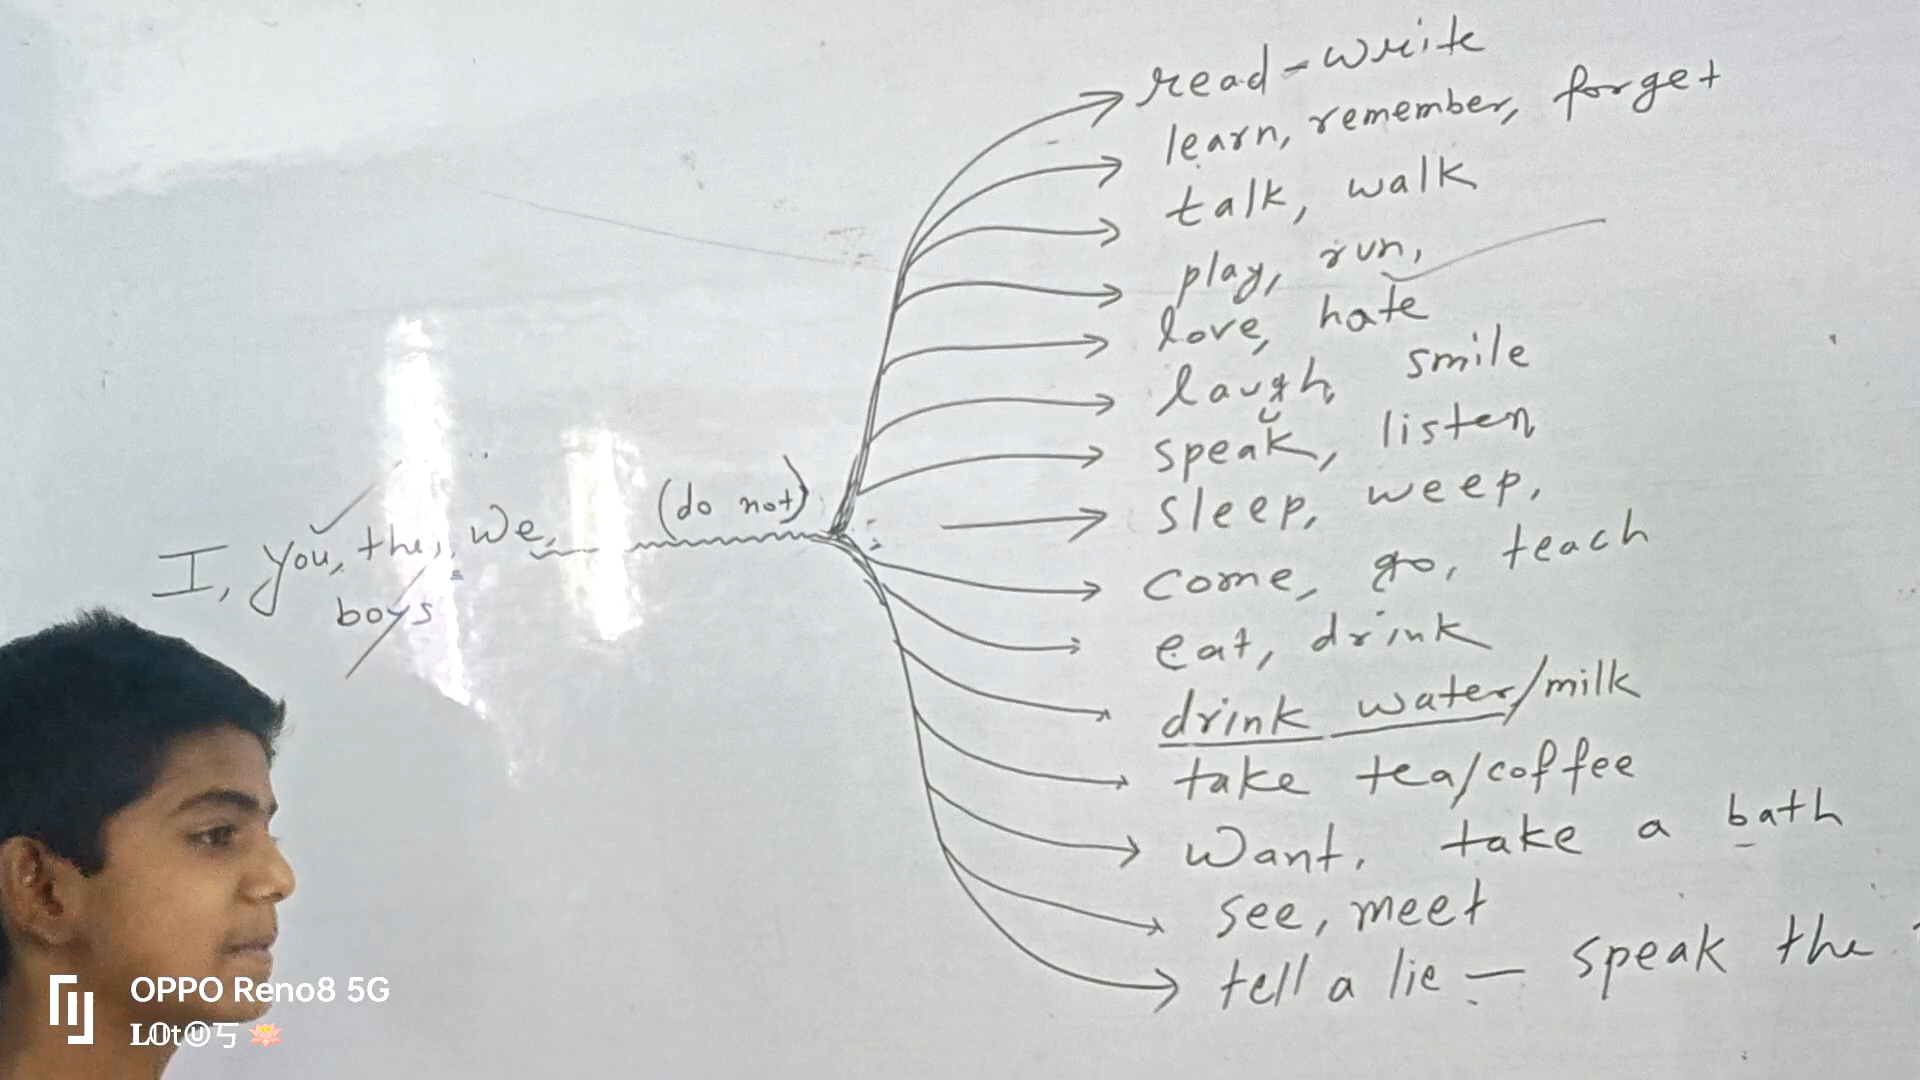 read - write
learn, remember, forget
talk, walk
play, run,
love, hate
laugh, smile
speak, listen
sleep, weep,
come, go, teach
eat, drink
drink water/milk
take tea/coffee
want, take a bath
see, meet
tell a lie — speak the
I, you, the, we, (do not)
boys
OPPO Reno8 5G